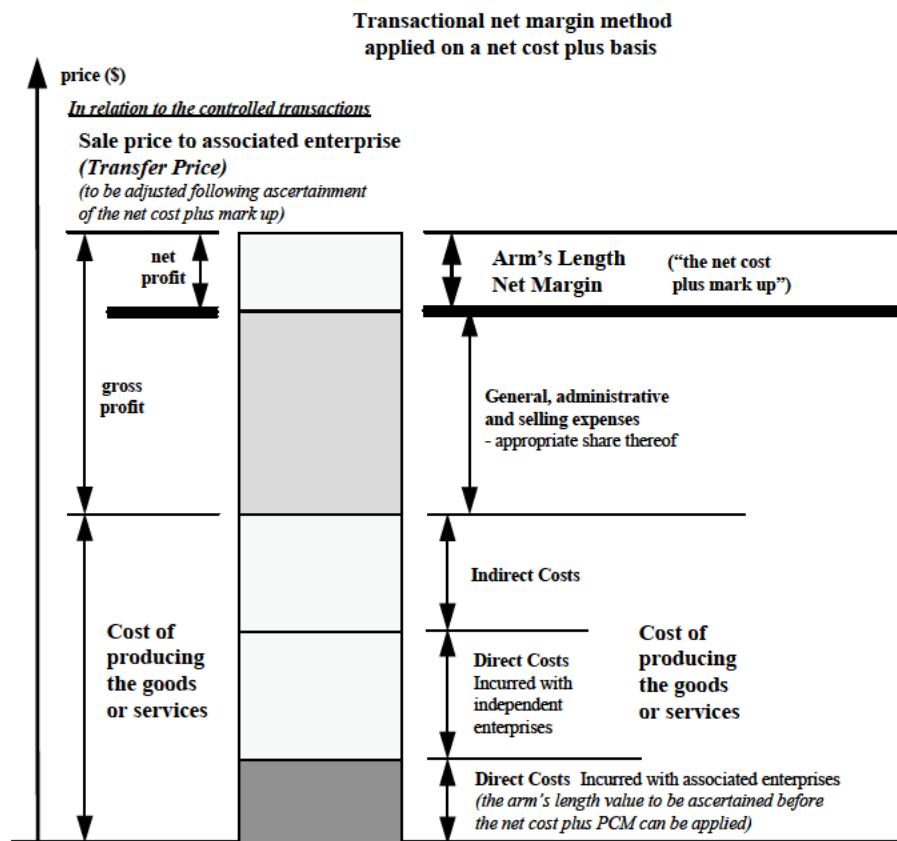 Transactional net margin method
applied on a net cost plus basis
price ($)
In relation to the controlled transactions
Sale price to associated enterprise
(Transfer Price)
(to be adjusted following ascertainment
of the net cost plus mark up)
net
profit
Arm's Length
Net Margin
("the net cost
plus mark up")
gross
profit
General, administrative
and selling expenses
- appropriate share thereof
Indirect Costs
Cost of
producing
the goods
or services
Direct Costs
Incurred with
independent
enterprises
Cost of
producing
the goods
or services
Direct Costs Incurred with associated enterprises
(the arm's length value to be ascertained before
the net cost plus PCM can be applied)